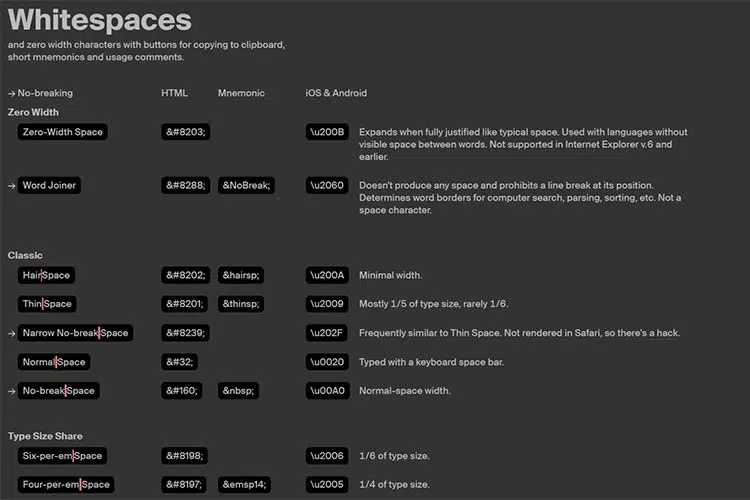 Whitespaces
and zero width characters with buttons for copying to clipboard,
short mnemonics and usage comments.
→ No-breaking HTML Mnemonic iOS & Android
Zero Width
Zero-Width Space &#8203; \u200B Expands when fully justified like typical space. Used with languages without
visible space between words. Not supported in Internet Explorer v.6 and
earlier.
→ Word Joiner &#8288; &NoBreak; \u2060 Doesn't produce any space and prohibits a line break at its position.
Determines word borders for computer search, parsing, sorting, etc. Not a
space character.
Classic
Hair Space &#8202; &hairsp; \u200A Minimal width.
Thin Space &#8201; &thinsp; \u2009 Mostly 1/5 of type size, rarely 1/6.
→ Narrow No-break Space &#8239; \u202F Frequently similar to Thin Space. Not rendered in Safari, so there's a hack.
Normal Space &#32; \u0020 Typed with a keyboard space bar.
→ No-break Space &#160; &nbsp; \u00A0 Normal-space width.
Type Size Share
Six-per-em Space &#8198; \u2006 1/6 of type size.
Four-per-em Space &#8197; &emsp14; \u2005 1/4 of type size.